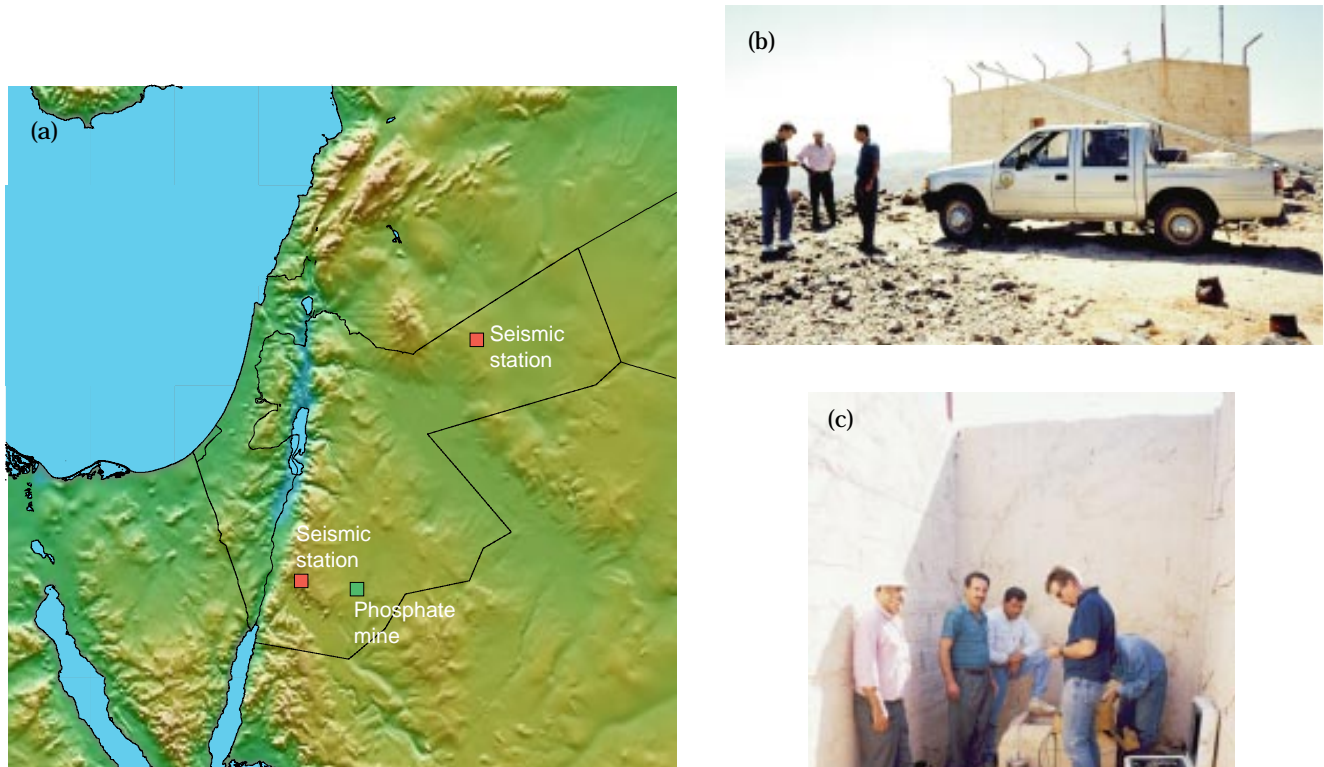 (a)
Seismic
station
Seismic
station
Phosphate
mine
(b)
(c)